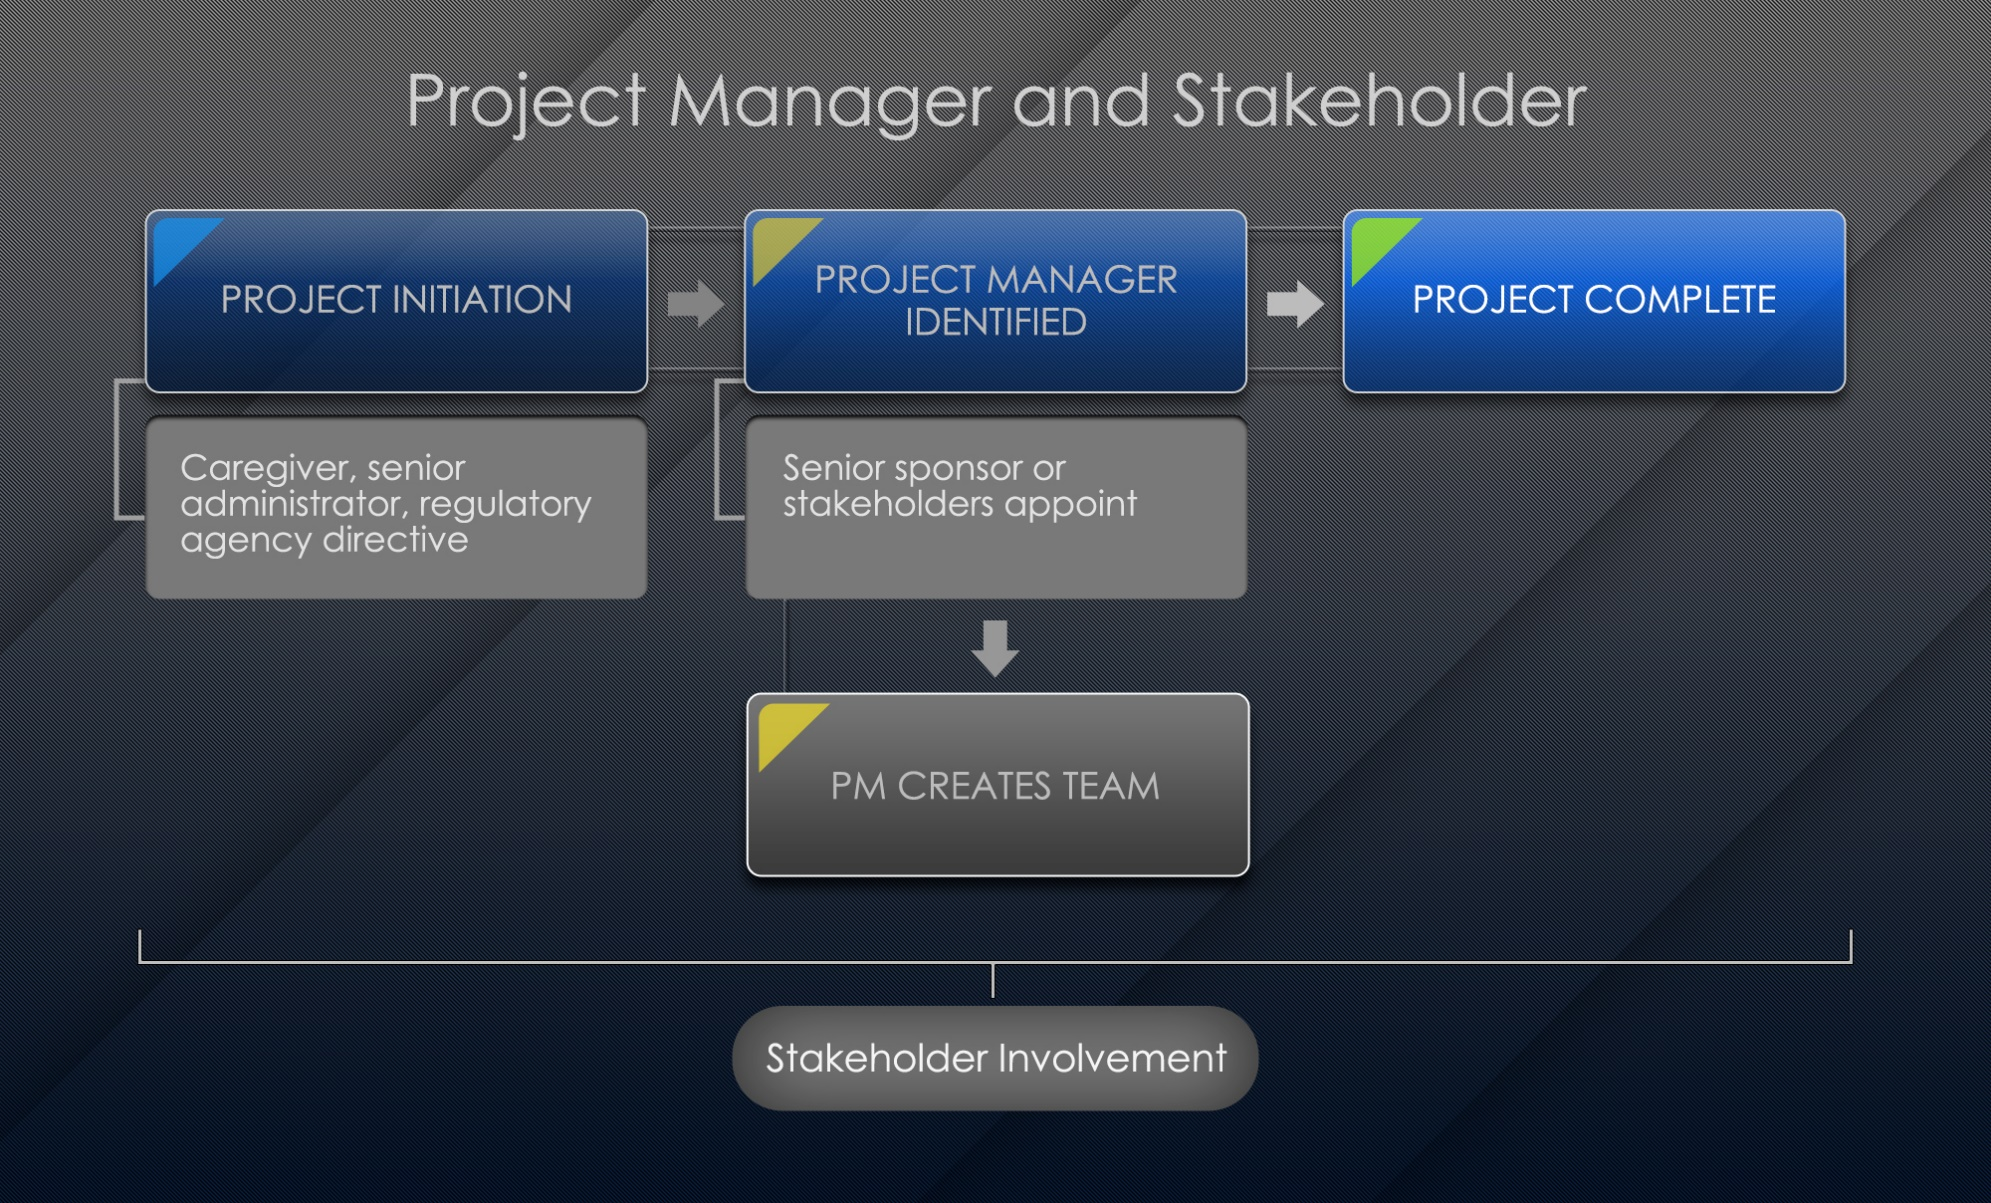 Project Manager and Stakeholder
PROJECT INITIATION
PROJECT MANAGER
IDENTIFIED
PROJECT COMPLETE
Caregiver, senior
administrator, regulatory
agency directive
Senior sponsor or
stakeholders appoint
PM CREATES TEAM
Stakeholder Involvement